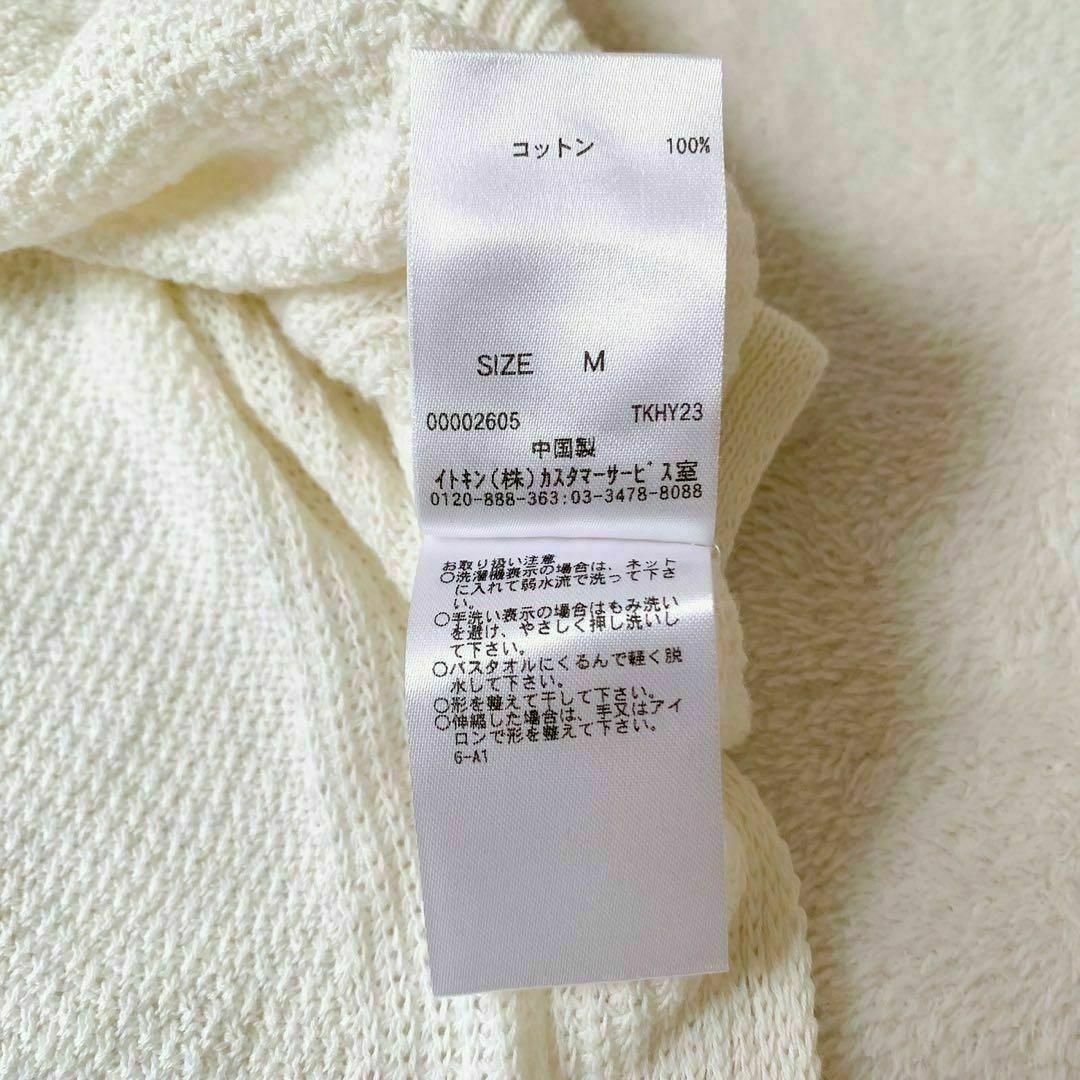 コットン 100%
SIZE M
00002605 TKHY23
中国製
イトキン(株)カスタマーサービス室
0120-888-363:03-3478-8088
お取り扱い注意
○洗濯機表示の場合は、ネット
に入れて弱水流で洗って下さ
い。
○手洗い表示の場合はもみ洗い
を避け、やさしく押し洗いし
て下さい。
○バスタオルにくるんで軽く脱
水して下さい。
○形を整えて干して下さい。
○伸縮した場合は、手又はアイ
ロンで形を整えて下さい。
6-A1